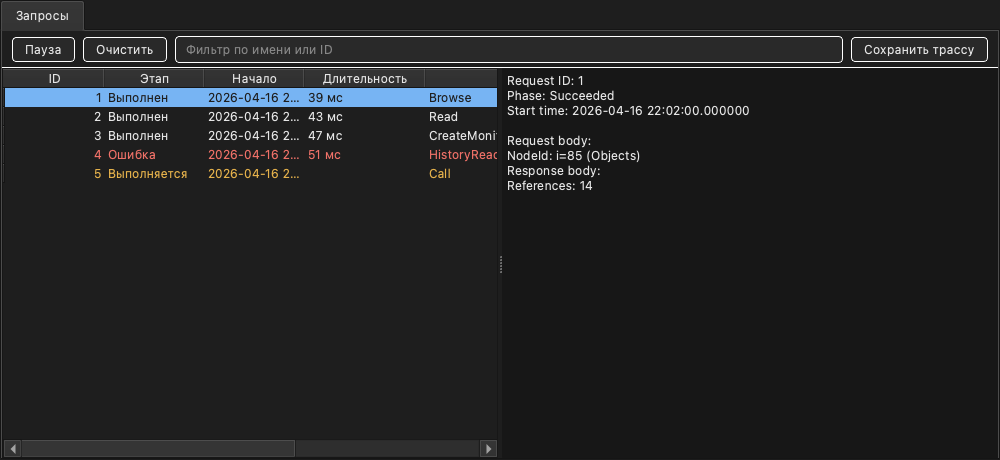 Запросы
Пауза Очистить Фильтр по имени или ID Сохранить трассу
ID Этап Начало Длительность
1 Выполнен 2026-04-16 2... 39 мс Browse
2 Выполнен 2026-04-16 2... 43 мс Read
3 Выполнен 2026-04-16 2... 47 мс CreateMonit
4 Ошибка 2026-04-16 2... 51 мс HistoryRead
5 Выполняется 2026-04-16 2... Call
Request ID: 1
Phase: Succeeded
Start time: 2026-04-16 22:02:00.000000
Request body:
NodeId: i=85 (Objects)
Response body:
References: 14